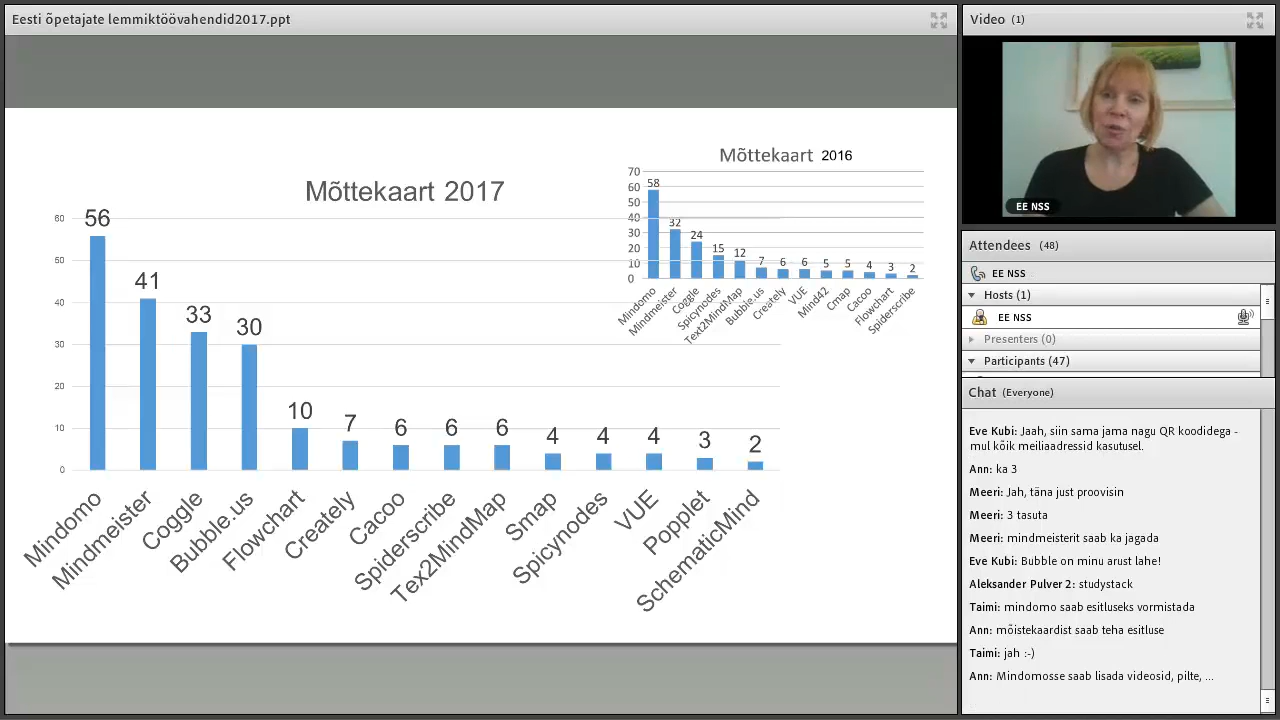 Eesti õpetajate lemmiktöövahendid2017.ppt
Mõttekaart 2017
60
50
40
30
20
10
0
56
41
33
30
10
7
6
6
6
4
4
4
3
2
Mindomo
Mindmeister
Coggle
Bubble.us
Flowchart
Creately
Cacoo
Spiderscribe
Tex2MindMap
Smap
Spicynodes
VUE
Popplet
SchematicMind
Mõttekaart 2016
70
60
50
40
30
20
10
0
58
32
24
15
12
7
6
6
5
5
4
3
2
Mindomo
Mindmeister
Coggle
Spicynodes
Text2MindMap
Bubble.us
Creately
VUE
Mind42
Cmap
Cacoo
Flowchart
Spiderscribe
Video (1)
EE NSS
Attendees (48)
EE NSS
Hosts (1)
EE NSS
Presenters (0)
Participants (47)
Chat (Everyone)
Eve Kubi: Jaah, siin sama jama nagu QR koodidega -
mul kõik meiliaadressid kasutusel.
Ann: ka 3
Meeri: Jah, täna just proovisin
Meeri: 3 tasuta
Meeri: mindmeisterit saab ka jagada
Eve Kubi: Bubble on minu arust lahe!
Aleksander Pulver 2: studystack
Taimi: mindomo saab esitluseks vormistada
Ann: mõistekaardist saab teha esitluse
Taimi: jah :-)
Ann: Mindomosse saab lisada videosid, pilte, ...